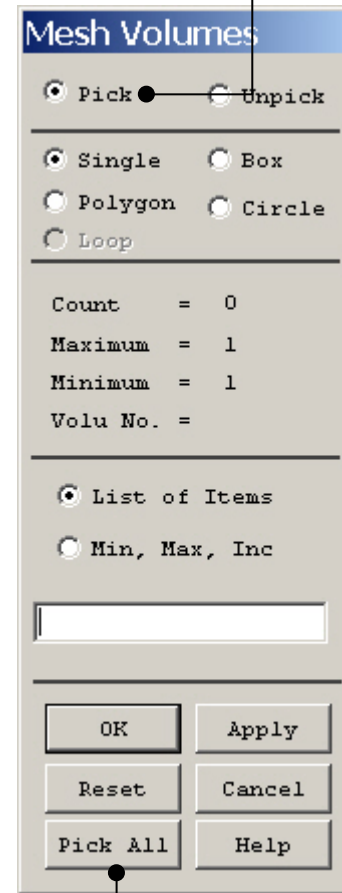 Mesh Volumes
Pick Unpick
Single Box
Polygon Circle
Loop
Count = 0
Maximum = 1
Minimum = 1
Volu No. =
List of Items
Min, Max, Inc
OK Apply
Reset Cancel
Pick All Help